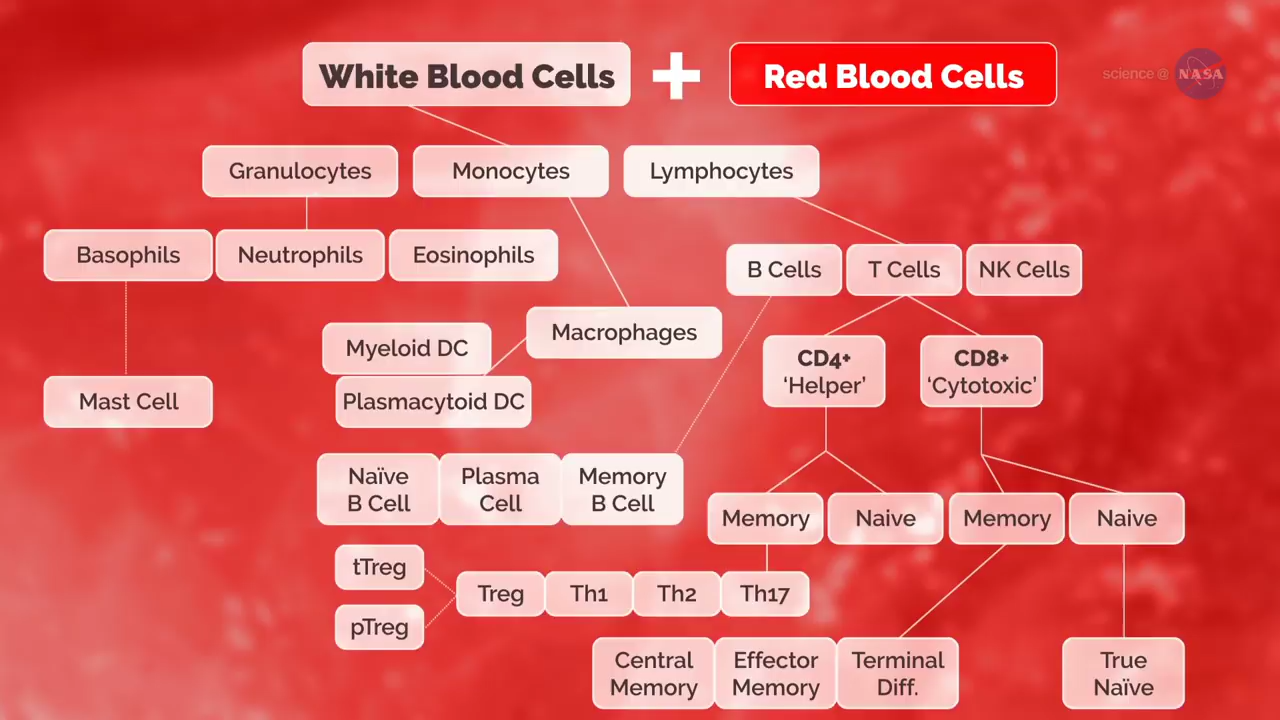 White Blood Cells + Red Blood Cells
science @ NASA
Granulocytes
Monocytes
Lymphocytes
Basophils
Neutrophils
Eosinophils
B Cells
T Cells
NK Cells
Macrophages
Myeloid DC
Plasmacytoid DC
CD4+
‘Helper’
CD8+
‘Cytotoxic’
Mast Cell
Naïve
B Cell
Plasma
Cell
Memory
B Cell
Memory
Naive
Memory
Naive
tTreg
pTreg
Treg
Th1
Th2
Th17
Central
Memory
Effector
Memory
Terminal
Diff.
True
Naïve